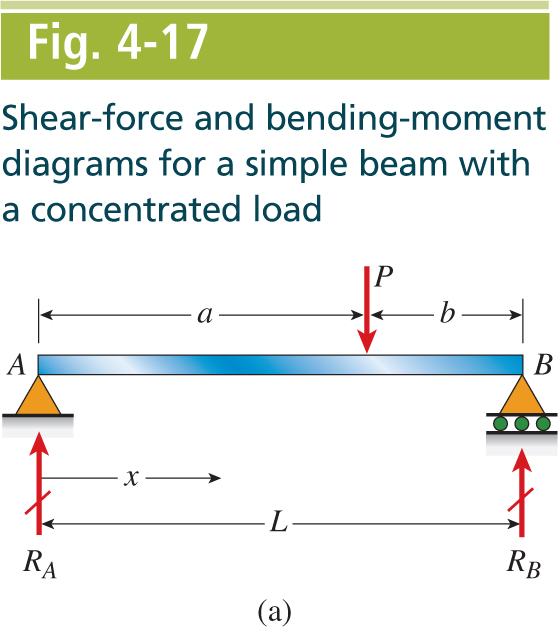 Fig. 4-17
Shear-force and bending-moment
diagrams for a simple beam with
a concentrated load
P
a
b
A
B
x
L
R_A
R_B
(a)